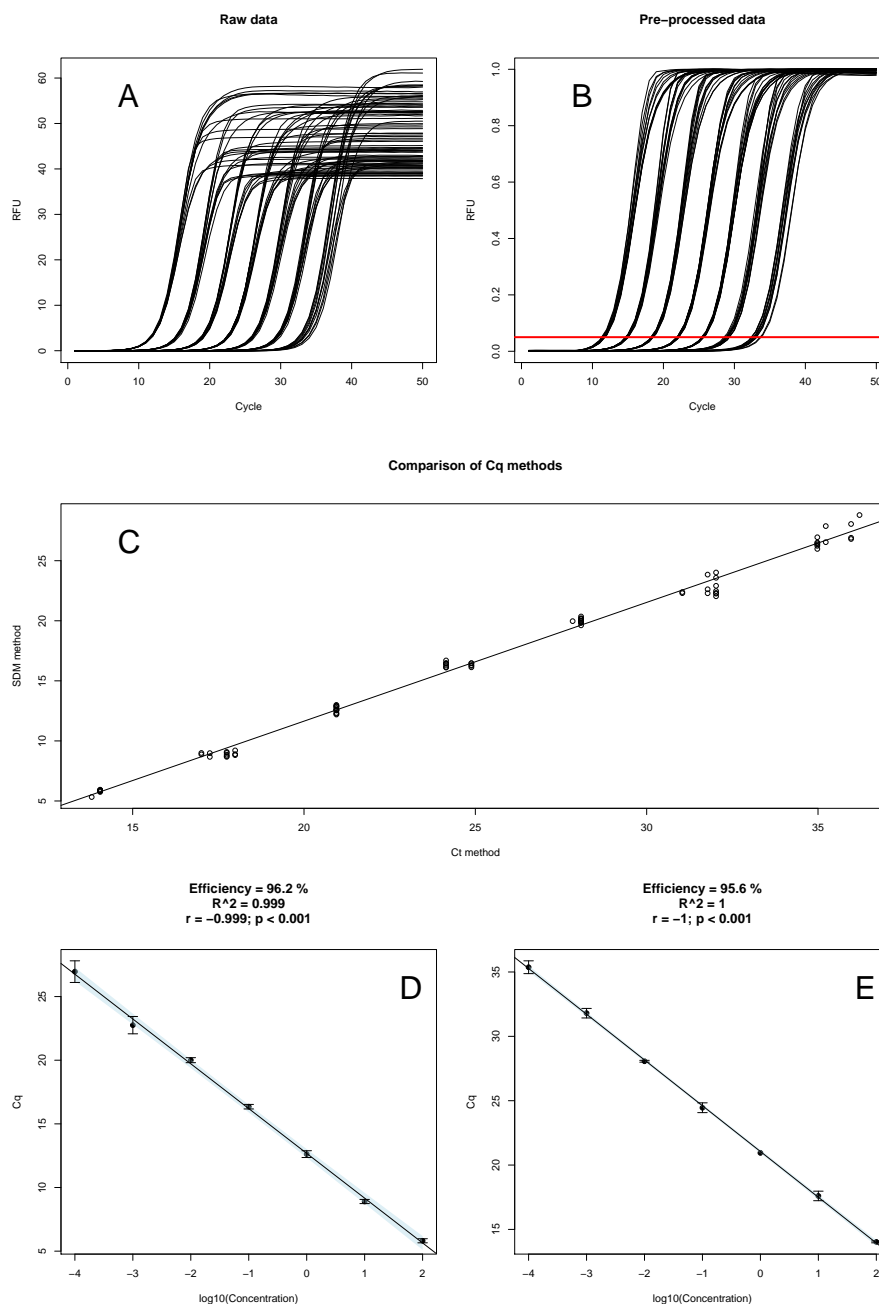 Raw data
A
RFU
0
10
20
30
40
50
60
0
10
20
30
40
50
Cycle
Pre−processed data
B
RFU
0.0
0.2
0.4
0.6
0.8
1.0
0
10
20
30
40
50
Cycle
Comparison of Cq methods
C
SDM method
5
10
15
20
25
15
20
25
30
35
Ct method
Efficiency = 96.2 %
R^2 = 0.999
r = −0.999; p < 0.001
D
Cq
5
10
15
20
25
−4
−3
−2
−1
0
1
2
log10(Concentration)
Efficiency = 95.6 %
R^2 = 1
r = −1; p < 0.001
E
Cq
15
20
25
30
35
−4
−3
−2
−1
0
1
2
log10(Concentration)